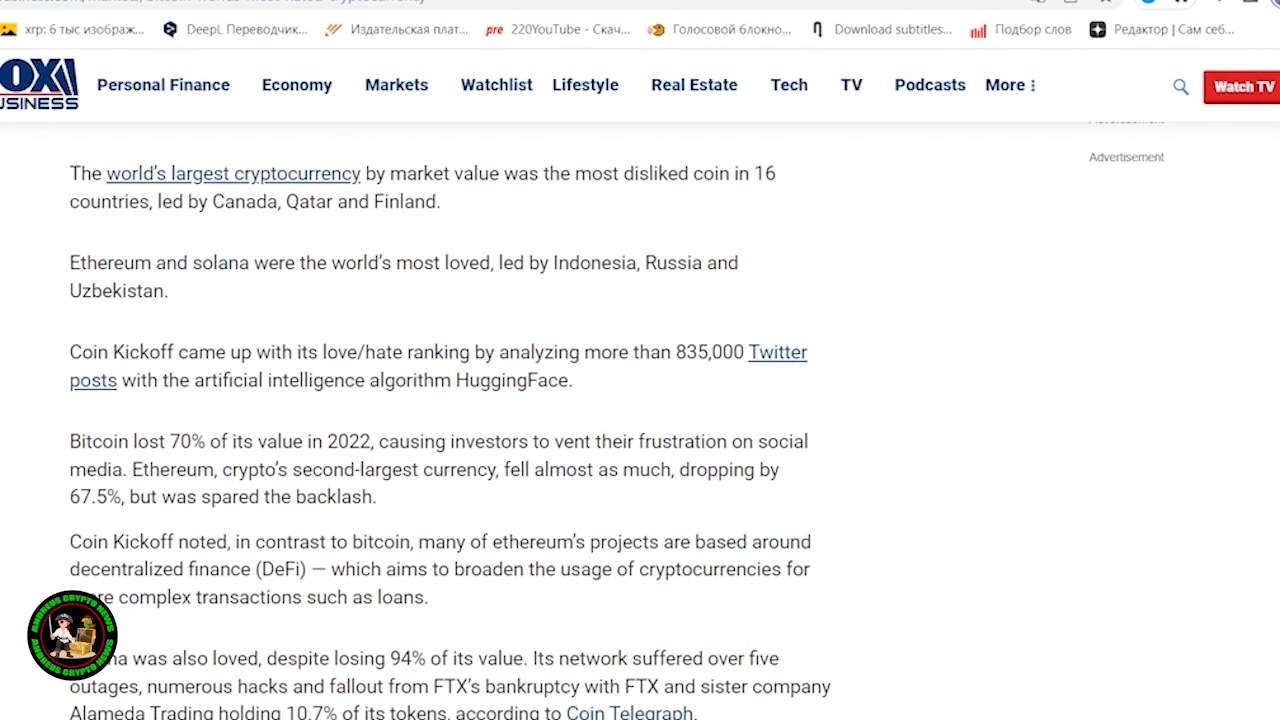 xrp: 6 тыс изображ...
DeepL Переводчик...
Издательская плат...
pre 220YouTube - Скач...
Голосовой блокно...
Download subtitles...
Подбор слов
Редактор | Сам себ...
OX
USINESS
Personal Finance
Economy
Markets
Watchlist
Lifestyle
Real Estate
Tech
TV
Podcasts
More
Watch TV
Advertisement
The world's largest cryptocurrency by market value was the most disliked coin in 16
countries, led by Canada, Qatar and Finland.
Ethereum and solana were the world's most loved, led by Indonesia, Russia and
Uzbekistan.
Coin Kickoff came up with its love/hate ranking by analyzing more than 835,000 Twitter
posts with the artificial intelligence algorithm HuggingFace.
Bitcoin lost 70% of its value in 2022, causing investors to vent their frustration on social
media. Ethereum, crypto's second-largest currency, fell almost as much, dropping by
67.5%, but was spared the backlash.
Coin Kickoff noted, in contrast to bitcoin, many of ethereum's projects are based around
decentralized finance (DeFi) — which aims to broaden the usage of cryptocurrencies for
complex transactions such as loans.
was also loved, despite losing 94% of its value. Its network suffered over five
outages, numerous hacks and fallout from FTX's bankruptcy with FTX and sister company
Alameda Trading holding 10.7% of its tokens, according to Coin Telegraph.
ANDREUS CRYPTO NEWS
ANDREUS CRYPTO NEWS